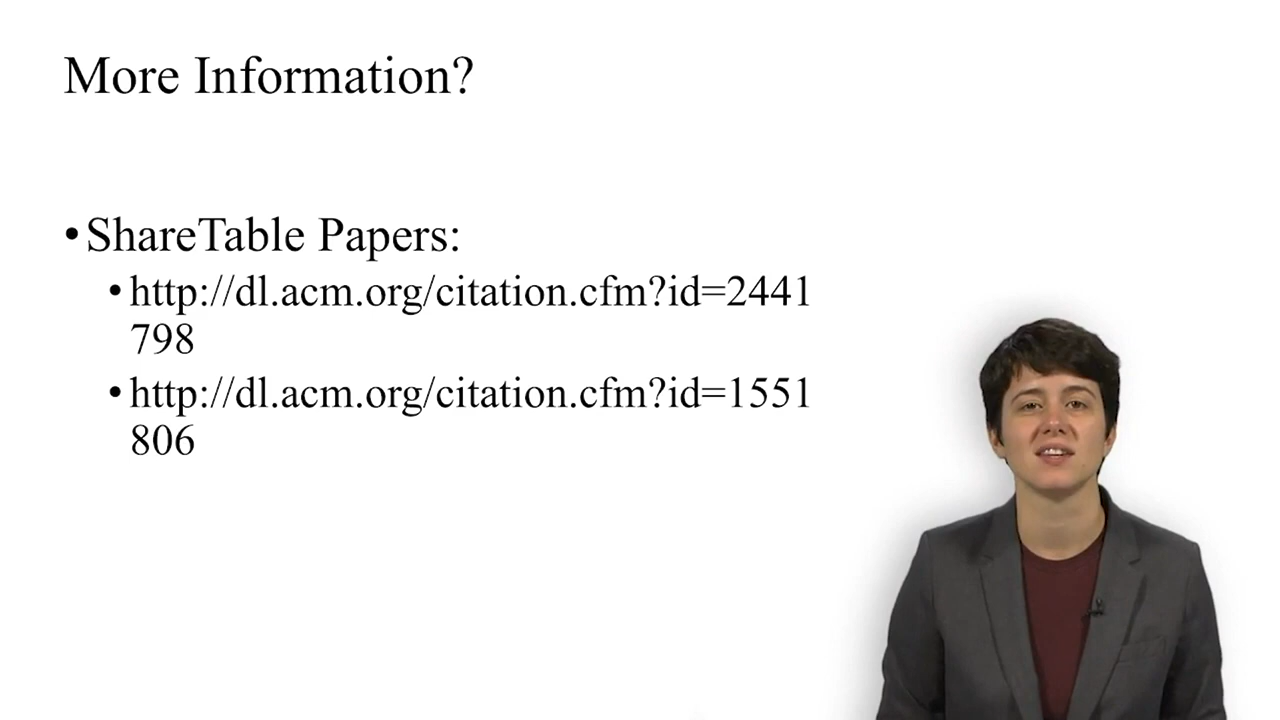 More Information?
• ShareTable Papers:
• http://dl.acm.org/citation.cfm?id=2441
798
• http://dl.acm.org/citation.cfm?id=1551
806